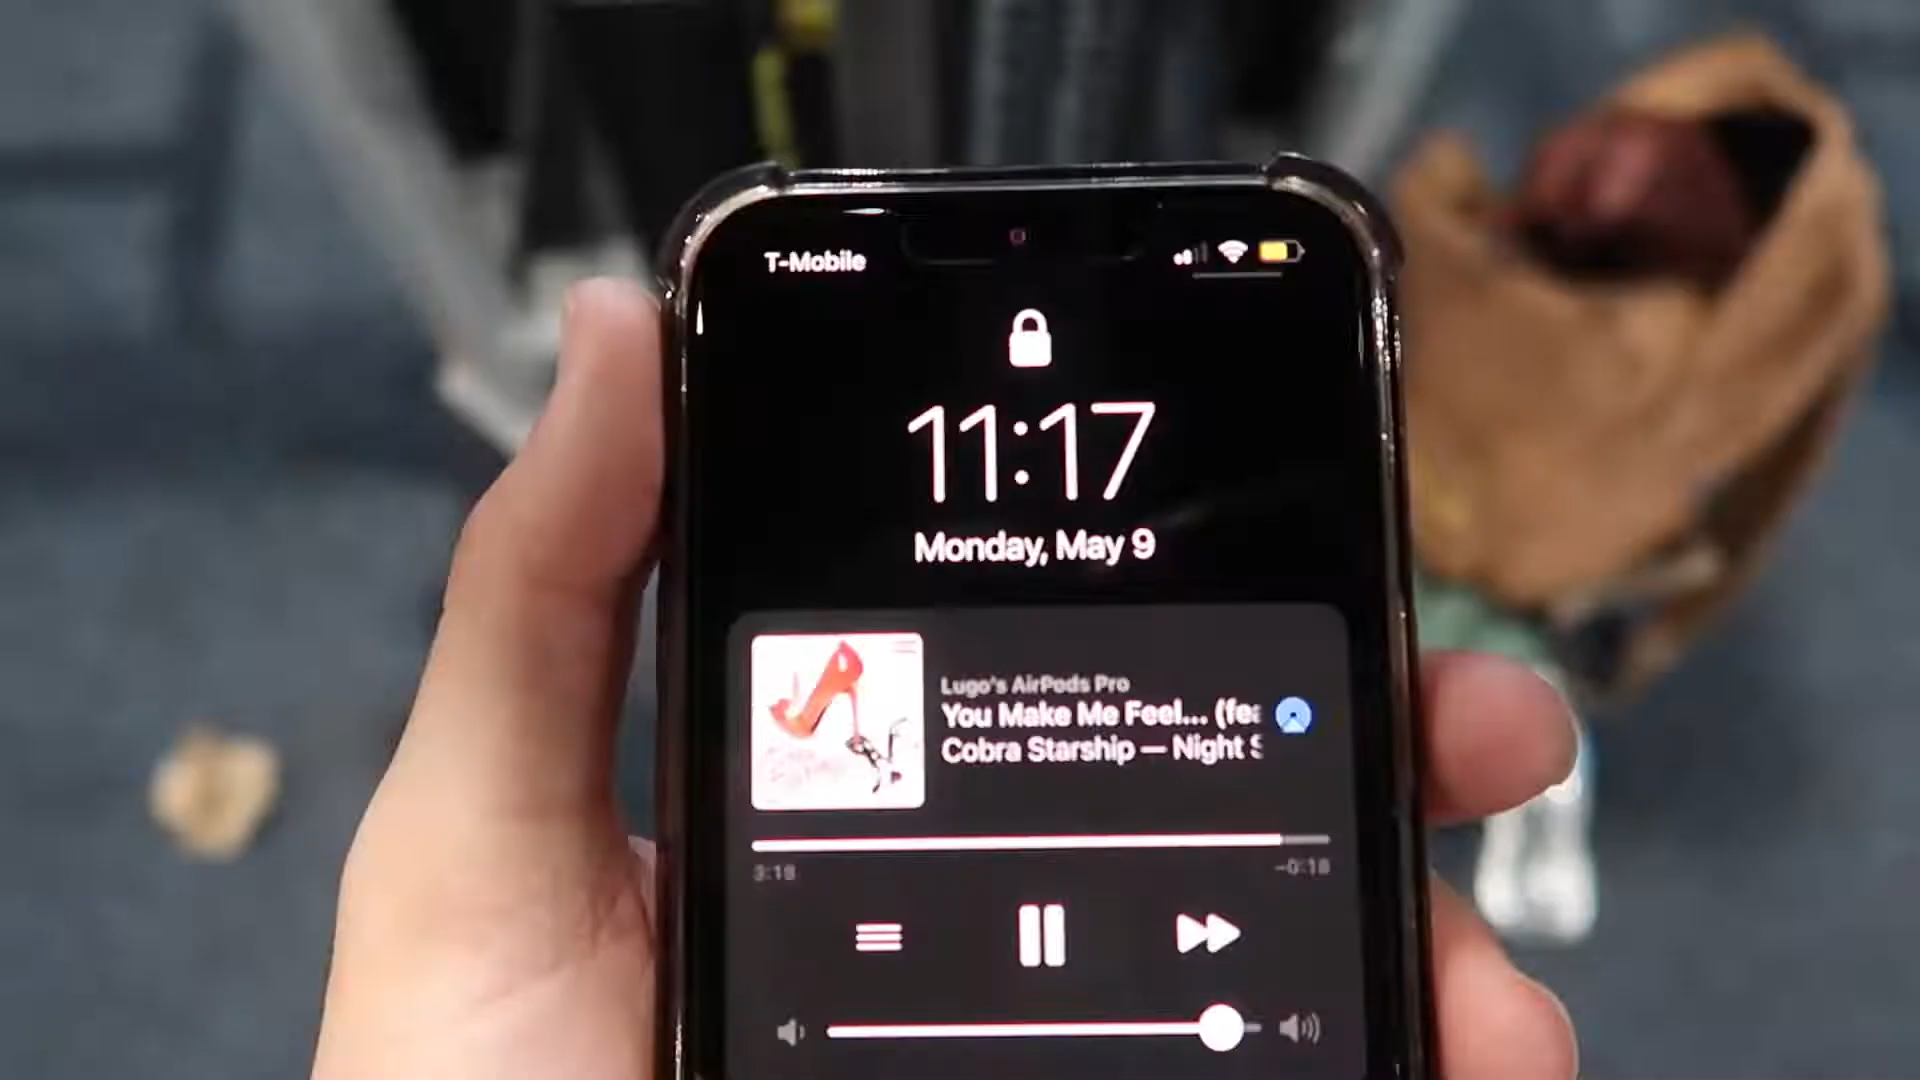 T-Mobile
11:17
Monday, May 9
Lugo's AirPods Pro
You Make Me Feel... (fea
Cobra Starship — Night S
3:18
-0:18